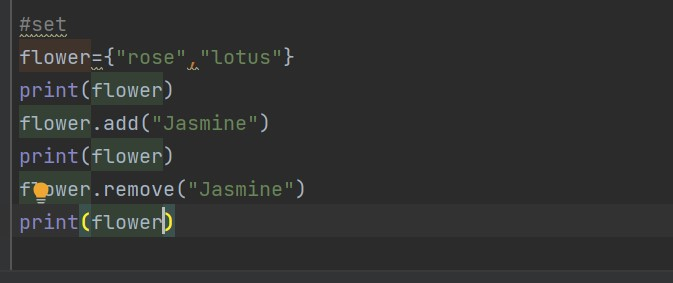 #set
flower={"rose","lotus"}
print(flower)
flower.add("Jasmine")
print(flower)
flower.remove("Jasmine")
print(flower)